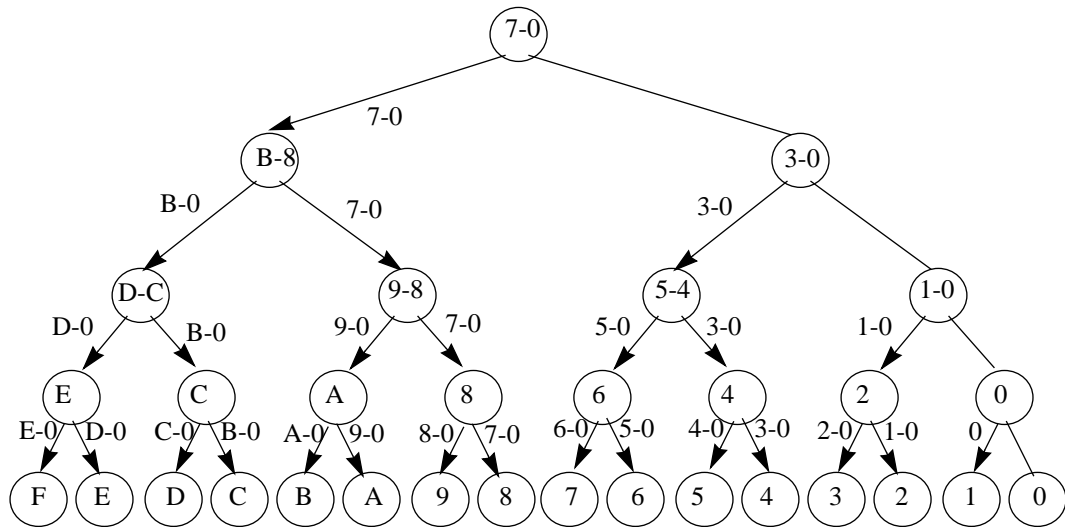 7-0
7-0
B-8 3-0
B-0 7-0 3-0
D-C 9-8 5-4 1-0
D-0 B-0 9-0 7-0 5-0 3-0 1-0
E C A 8 6 4 2 0
E-0 D-0 C-0 B-0 A-0 9-0 8-0 7-0 6-0 5-0 4-0 3-0 2-0 1-0 0
F E D C B A 9 8 7 6 5 4 3 2 1 0